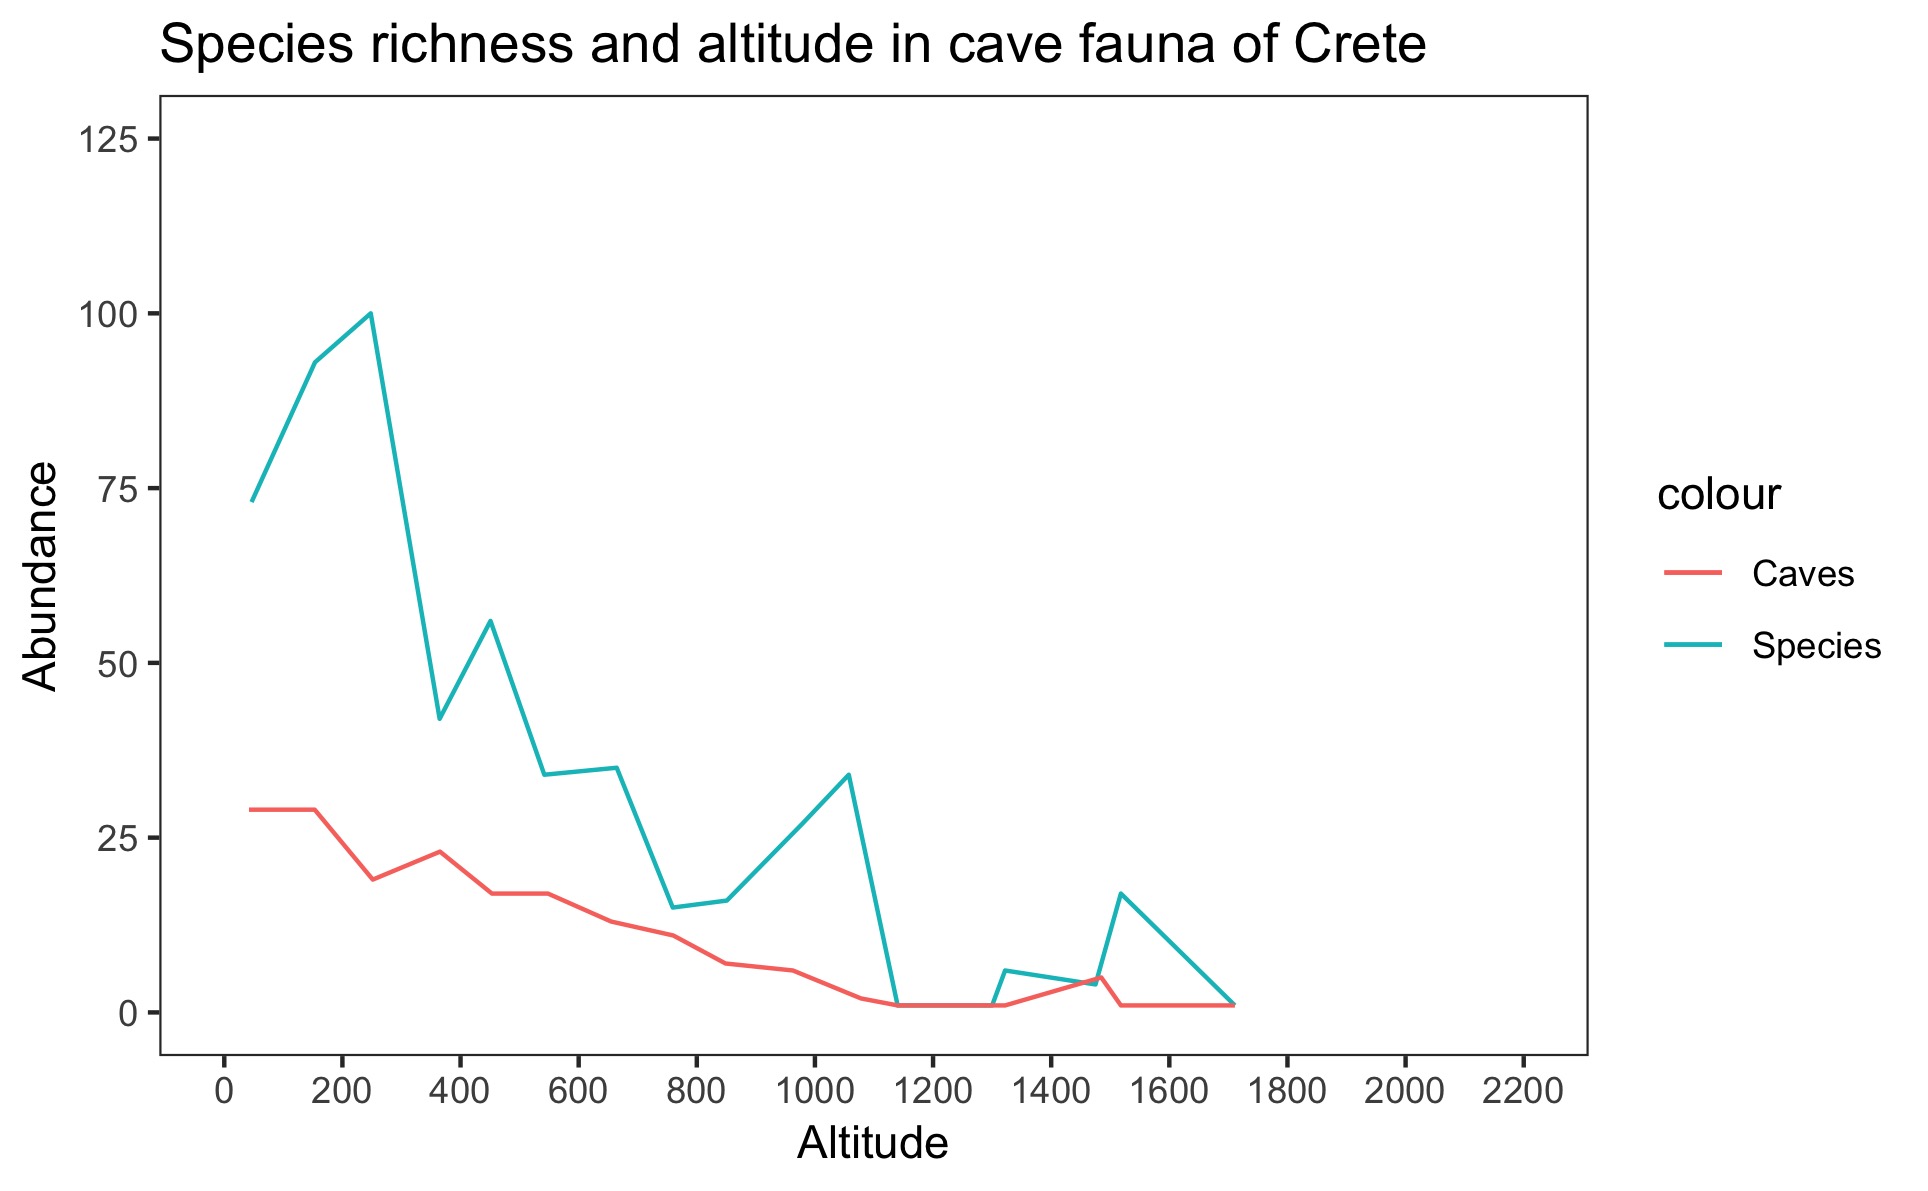 Species richness and altitude in cave fauna of Crete
125
100
75
50
25
0
Abundance
0 200 400 600 800 1000 1200 1400 1600 1800 2000 2200
Altitude
colour
Caves
Species